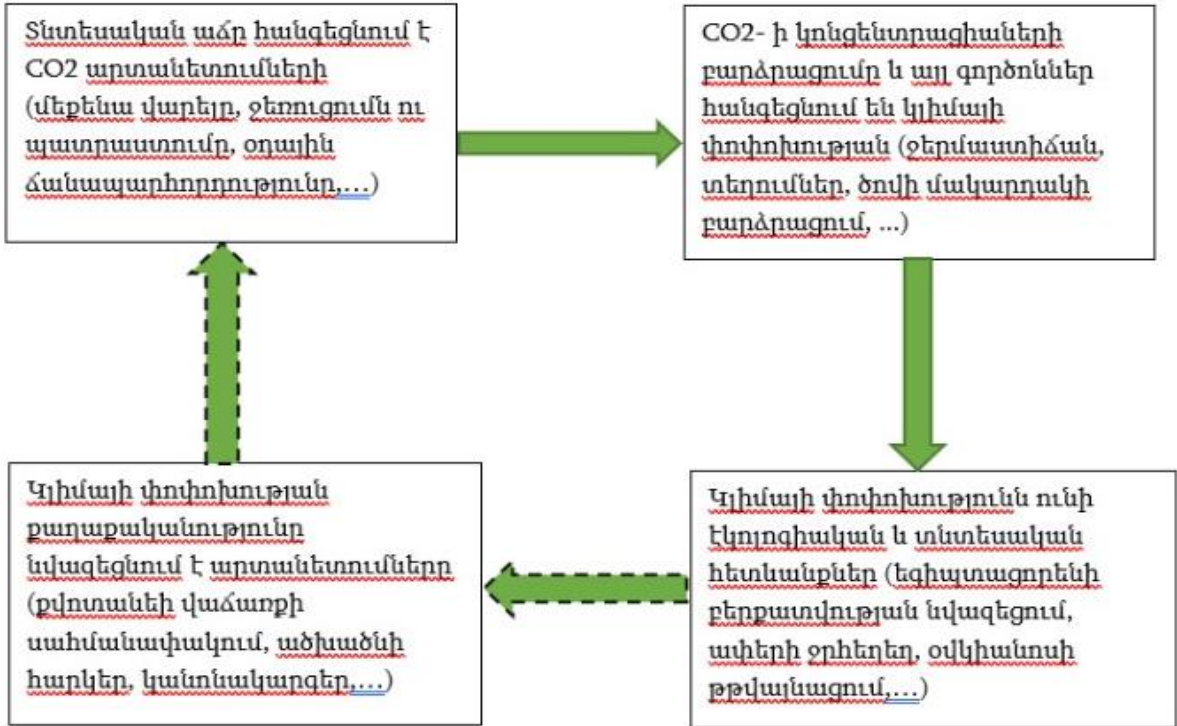 Տնտեսական աճը հանգեցնում է
CO2 արտանետումների
(մեքենա վարելը, ջեռուցումն ու
պատրաստումը, օդային
ճանապարհորդությունը,…)
CO2- ի կոնցենտրացիաների
բարձրացումը և այլ գործոններ
հանգեցնում են կլիմայի
փոփոխության (ջերմաստիճան,
տեղումներ, ծովի մակարդակի
բարձրացում, ...)
Կլիմայի փոփոխության
քաղաքականությունը
նվազեցնում է արտանետումները
(քվոտանեի վաճառքի
սահմանափակում, ածխածնի
հարկեր, կանոնակարգեր,…)
Կլիմայի փոփոխությունն ունի
էկոլոգիական և տնտեսական
հետևանքներ (եգիպտացորենի
բերքատվության նվազեցում,
ափերի ջրհեղեղ, օվկիանոսի
թթվայնացում,…)